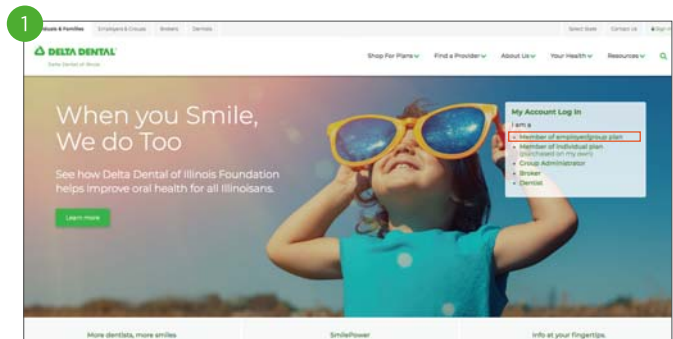 1
Individuals & Families Employers & Groups Brokers Dentists Select State Contact Us Sign In
DELTA DENTAL
Delta Dental of Illinois
Shop For Plans Find a Provider About Us Your Health Resources
When you Smile,
We do Too
See how Delta Dental of Illinois Foundation
helps improve oral health for all Illinoisans.
Learn more
My Account Log In
I am a
Member of employer/group plan
Member of individual plan
(purchased on my own)
Group Administrator
Broker
Dentist
More dentists, more smiles SmilePower Info at your fingertips.